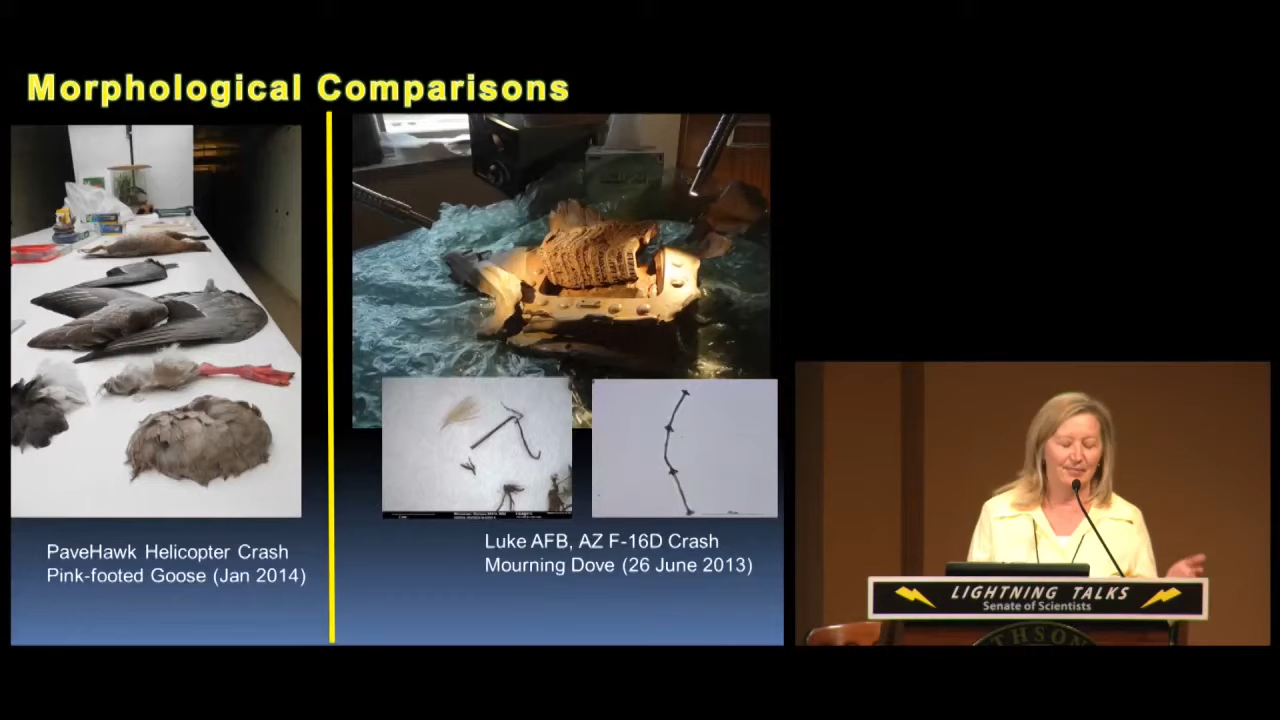 Morphological Comparisons
PaveHawk Helicopter Crash
Pink-footed Goose (Jan 2014)
Luke AFB, AZ F-16D Crash
Mourning Dove (26 June 2013)
LIGHTNING TALKS
Senate of Scientists
THSON